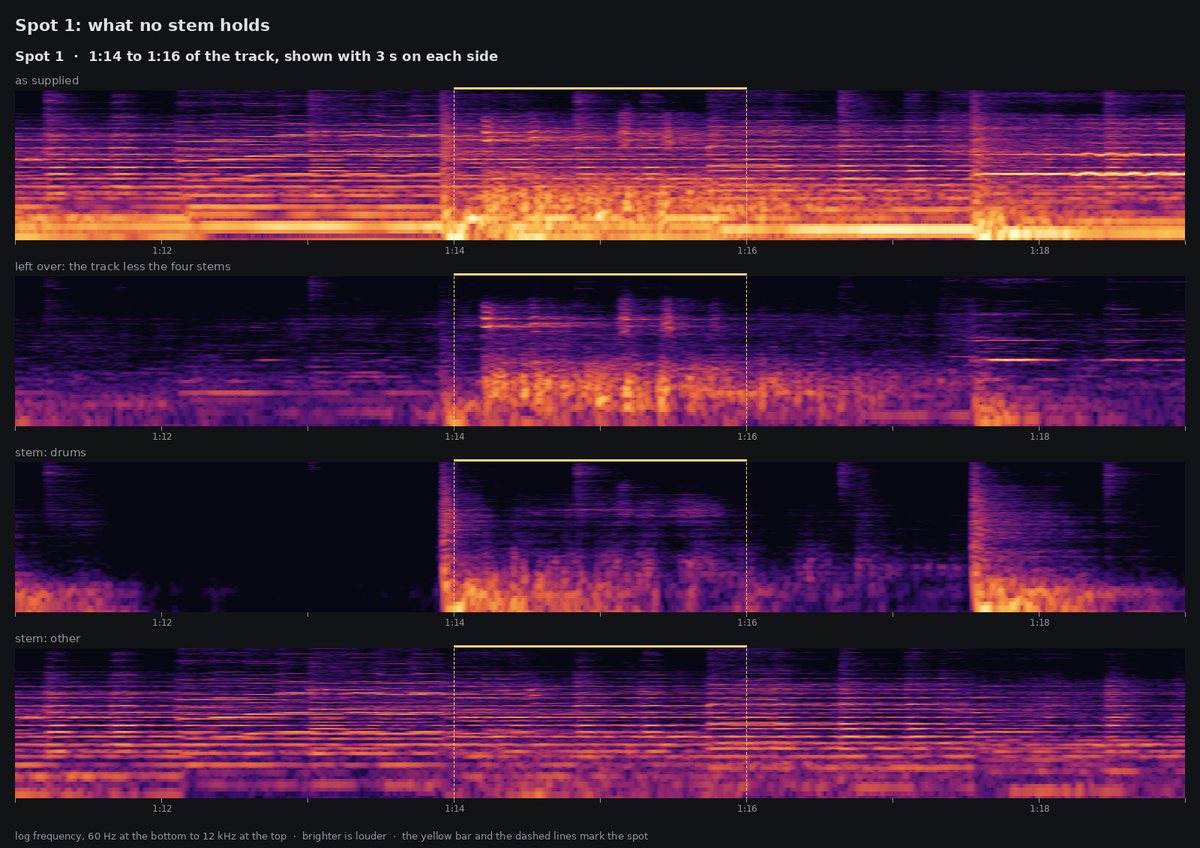 Spot 1: what no stem holds
Spot 1 · 1:14 to 1:16 of the track, shown with 3 s on each side
as supplied
1:12 1:14 1:16 1:18
left over: the track less the four stems
1:12 1:14 1:16 1:18
stem: drums
1:12 1:14 1:16 1:18
stem: other
1:12 1:14 1:16 1:18
log frequency, 60 Hz at the bottom to 12 kHz at the top · brighter is louder · the yellow bar and the dashed lines mark the spot